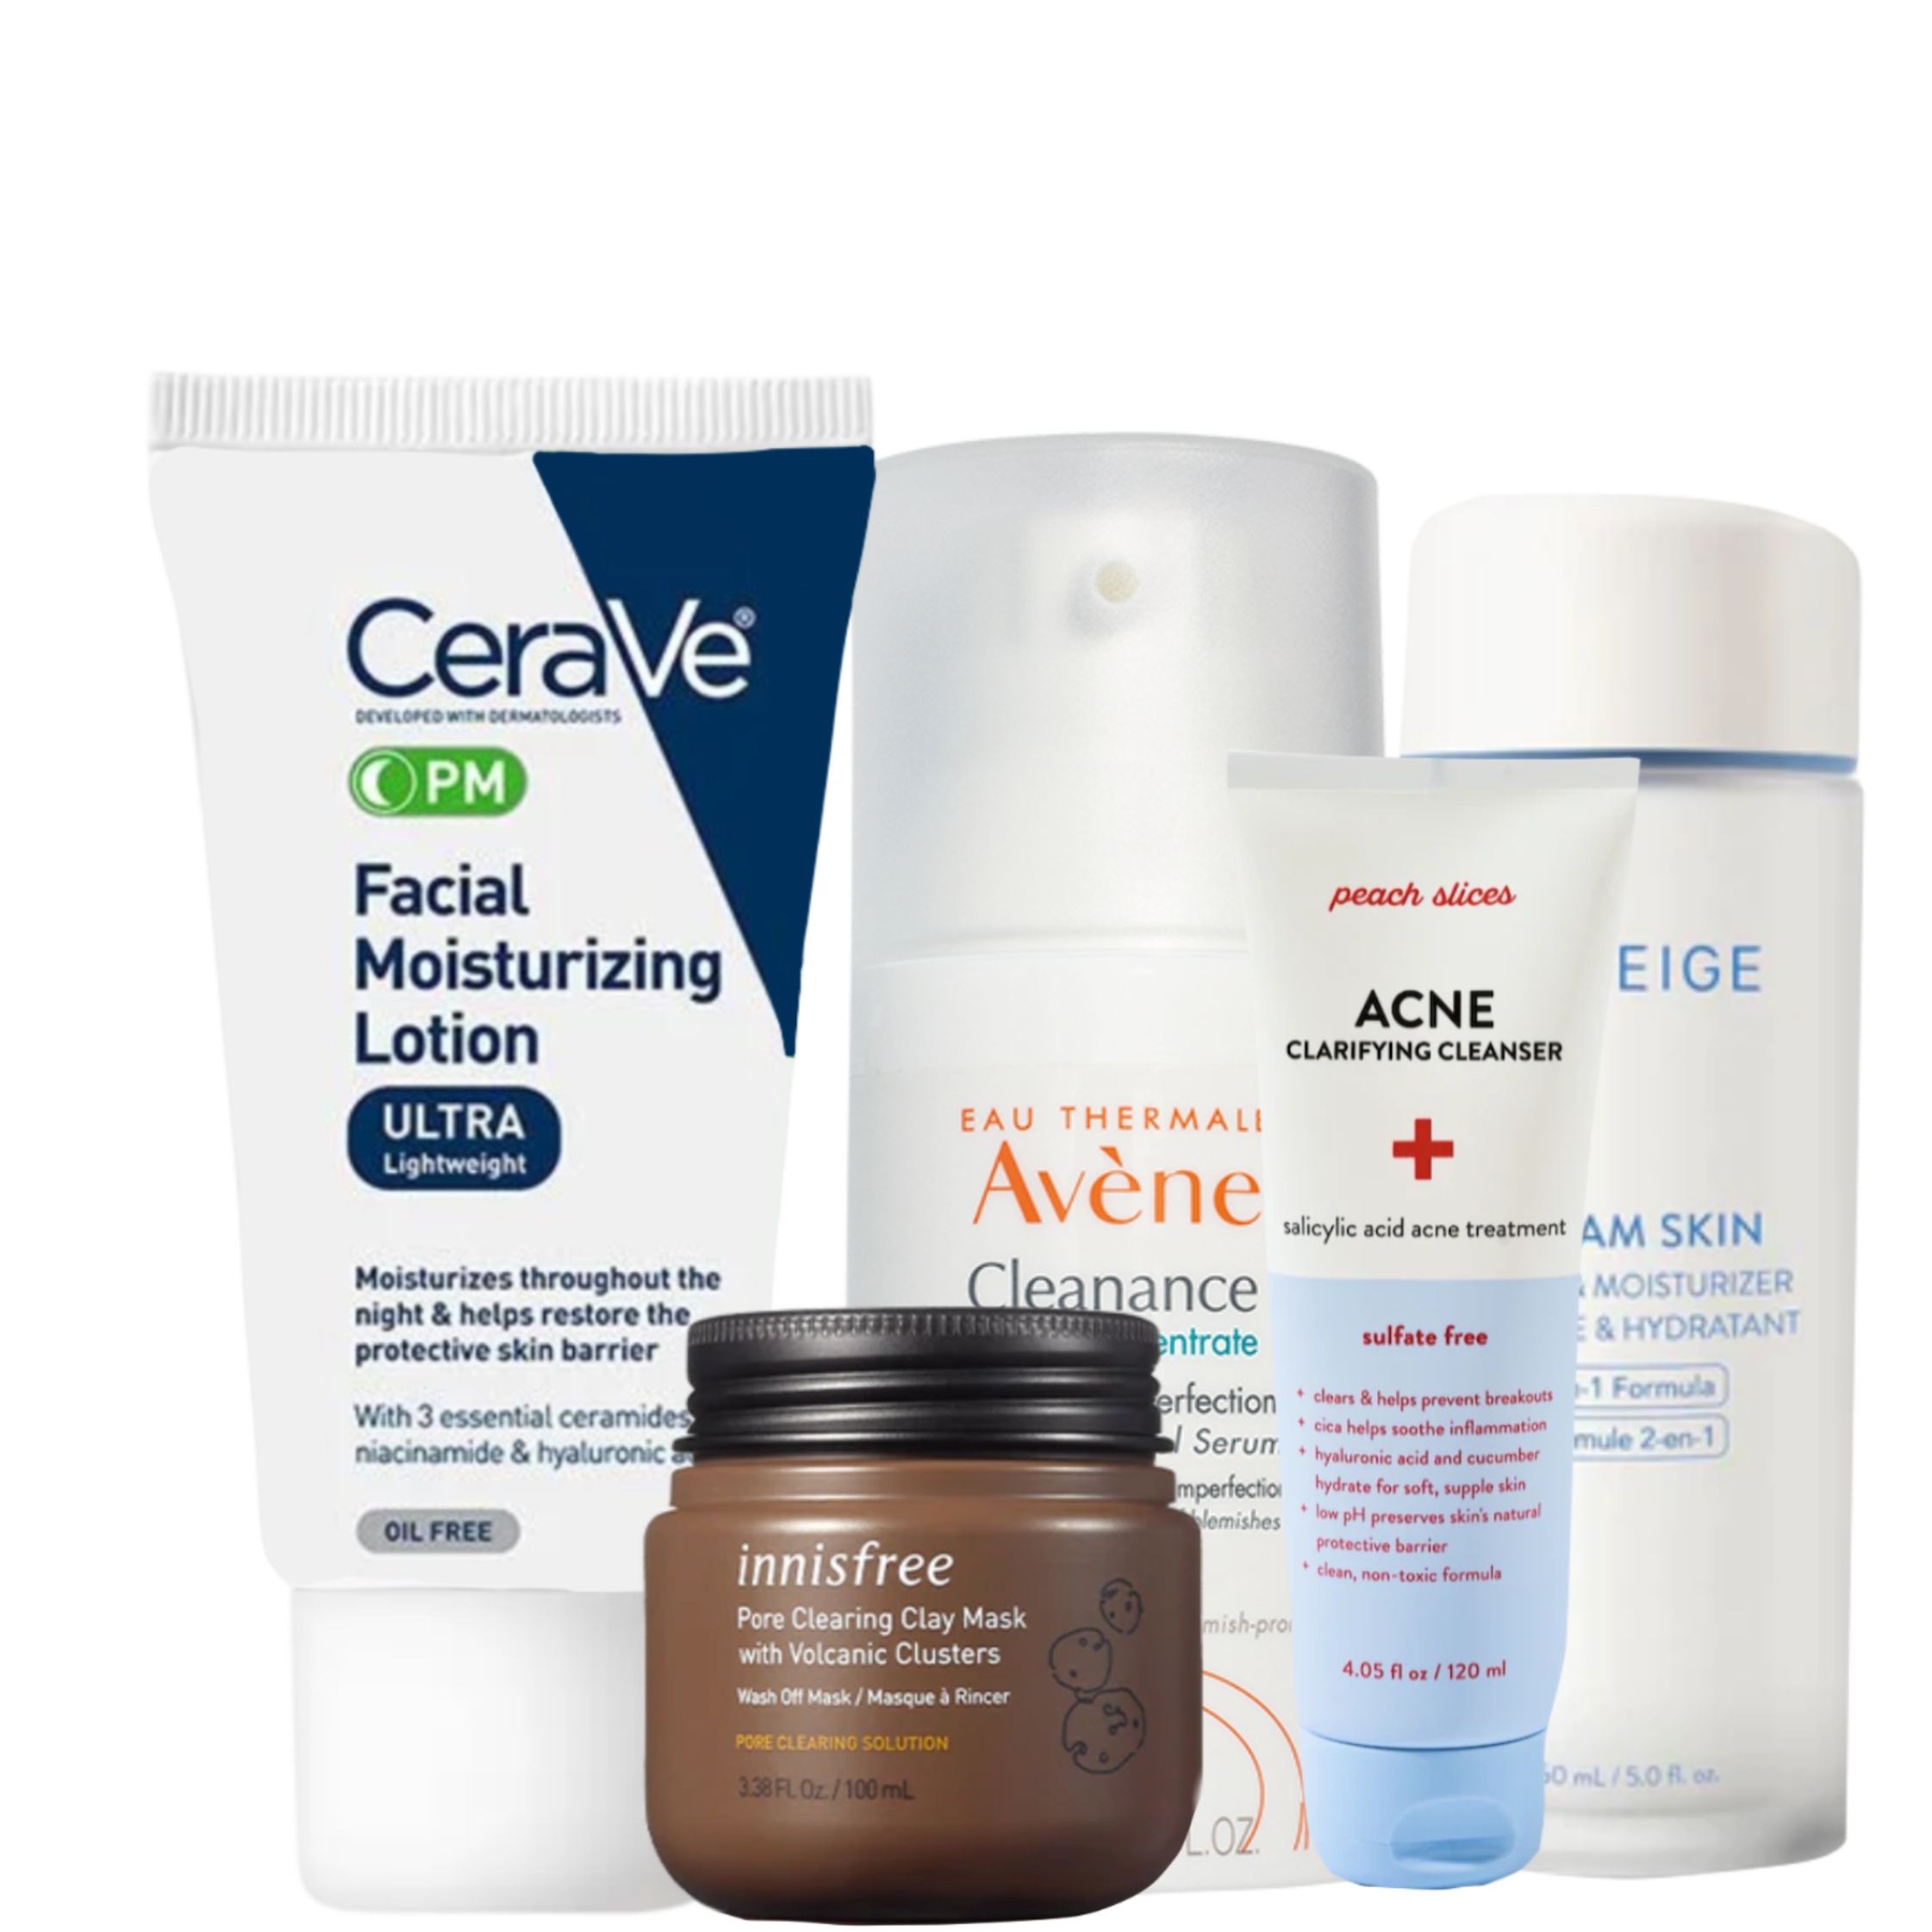 CeraVe®
DEVELOPED WITH DERMATOLOGISTS
PM
Facial
Moisturizing
Lotion
ULTRA
Lightweight
Moisturizes throughout the
night & helps restore the
protective skin barrier
With 3 essential ceramides
niacinamide & hyaluronic a
OIL FREE
innisfree
Pore Clearing Clay Mask
with Volcanic Clusters
Wash Off Mask / Masque à Rincer
PORE CLEARING SOLUTION
3.38 FL. Oz. / 100 mL
EAU THERMALE
Avène
Cleanance
entrate
erfection
l Serum
mperfectio
blemishes
mish-pro
L.OZ.
peach slices
ACNE
CLARIFYING CLEANSER
salicylic acid acne treatment
sulfate free
+ clears & helps prevent breakouts
+ cica helps soothe inflammation
+ hyaluronic acid and cucumber
hydrate for soft, supple skin
+ low pH preserves skin's natural
protective barrier
+ clean, non-toxic formula
4.05 fl oz / 120 ml
EIGE
AM SKIN
& MOISTURIZER
E & HYDRATANT
-1 Formula
mule 2-en-1
50 mL / 5.0 fl. oz.